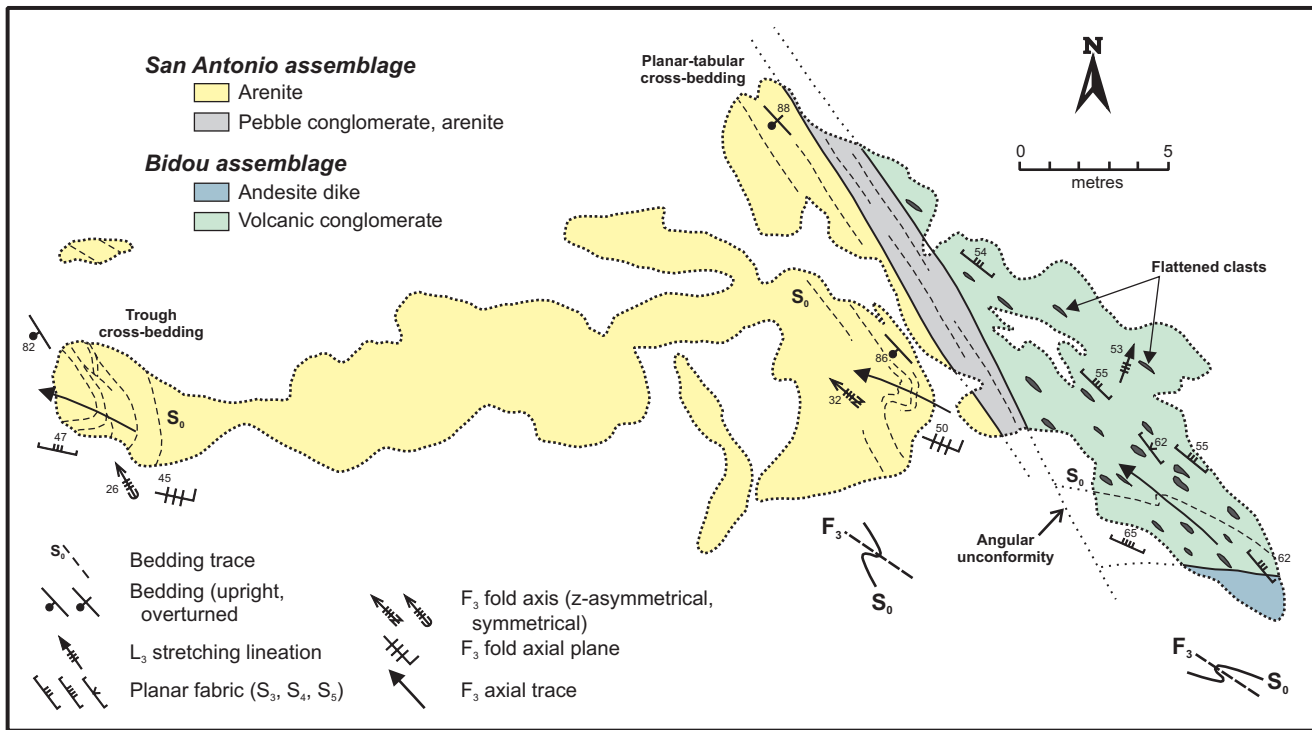 San Antonio assemblage
Arenite
Pebble conglomerate, arenite
Bidou assemblage
Andesite dike
Volcanic conglomerate
Planar-tabular
cross-bedding
88
N
0 5
metres
54
Flattened clasts
53
55
62
55
S₀
Trough
cross-bedding
82
S₀
47
26
45
S₀
86
32
50
Angular
unconformity
65
62
F₃
S₀
F₃
S₀
S₀ Bedding trace
Bedding (upright,
overturned
L₃ stretching lineation
Planar fabric (S₃, S₄, S₅)
F₃ fold axis (z-asymmetrical,
symmetrical)
F₃ fold axial plane
F₃ axial trace